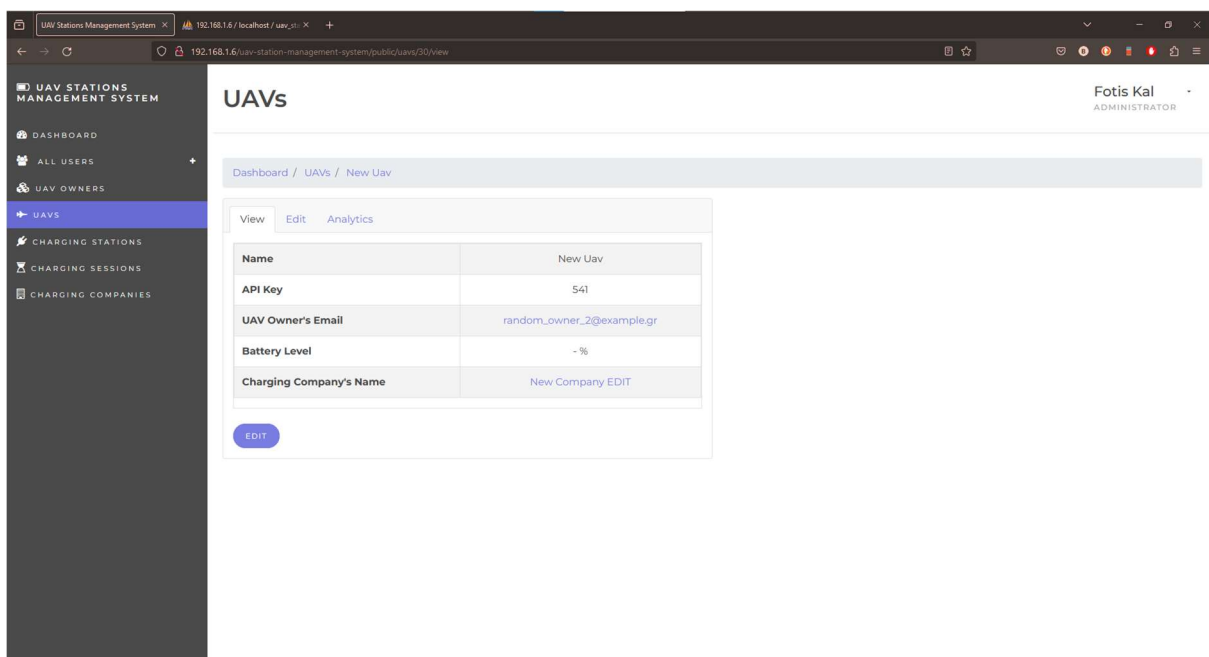 UAV Stations Management System
192.168.1.6 / localhost / uav_st
192.168.1.6/uav-station-management-system/public/uavs/30/view
UAV STATIONS
MANAGEMENT SYSTEM
DASHBOARD
ALL USERS +
UAV OWNERS
UAVS
CHARGING STATIONS
CHARGING SESSIONS
CHARGING COMPANIES
UAVs
Fotis Kal
ADMINISTRATOR
Dashboard / UAVs / New Uav
View Edit Analytics
Name New Uav
API Key 541
UAV Owner's Email random_owner_2@example.gr
Battery Level - %
Charging Company's Name New Company EDIT
EDIT